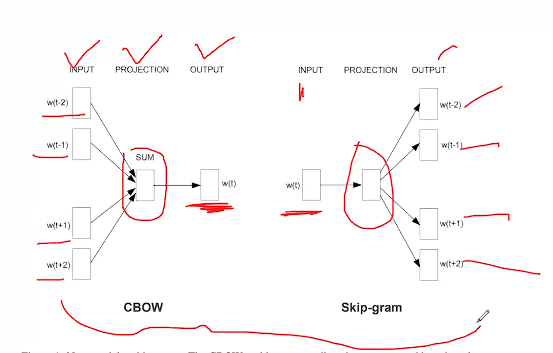 INPUT PROJECTION OUTPUT
w(t-2)
w(t-1)
SUM
w(t)
w(t+1)
w(t+2)
CBOW
INPUT PROJECTION OUTPUT
w(t-2)
w(t-1)
w(t)
w(t+1)
w(t+2)
Skip-gram